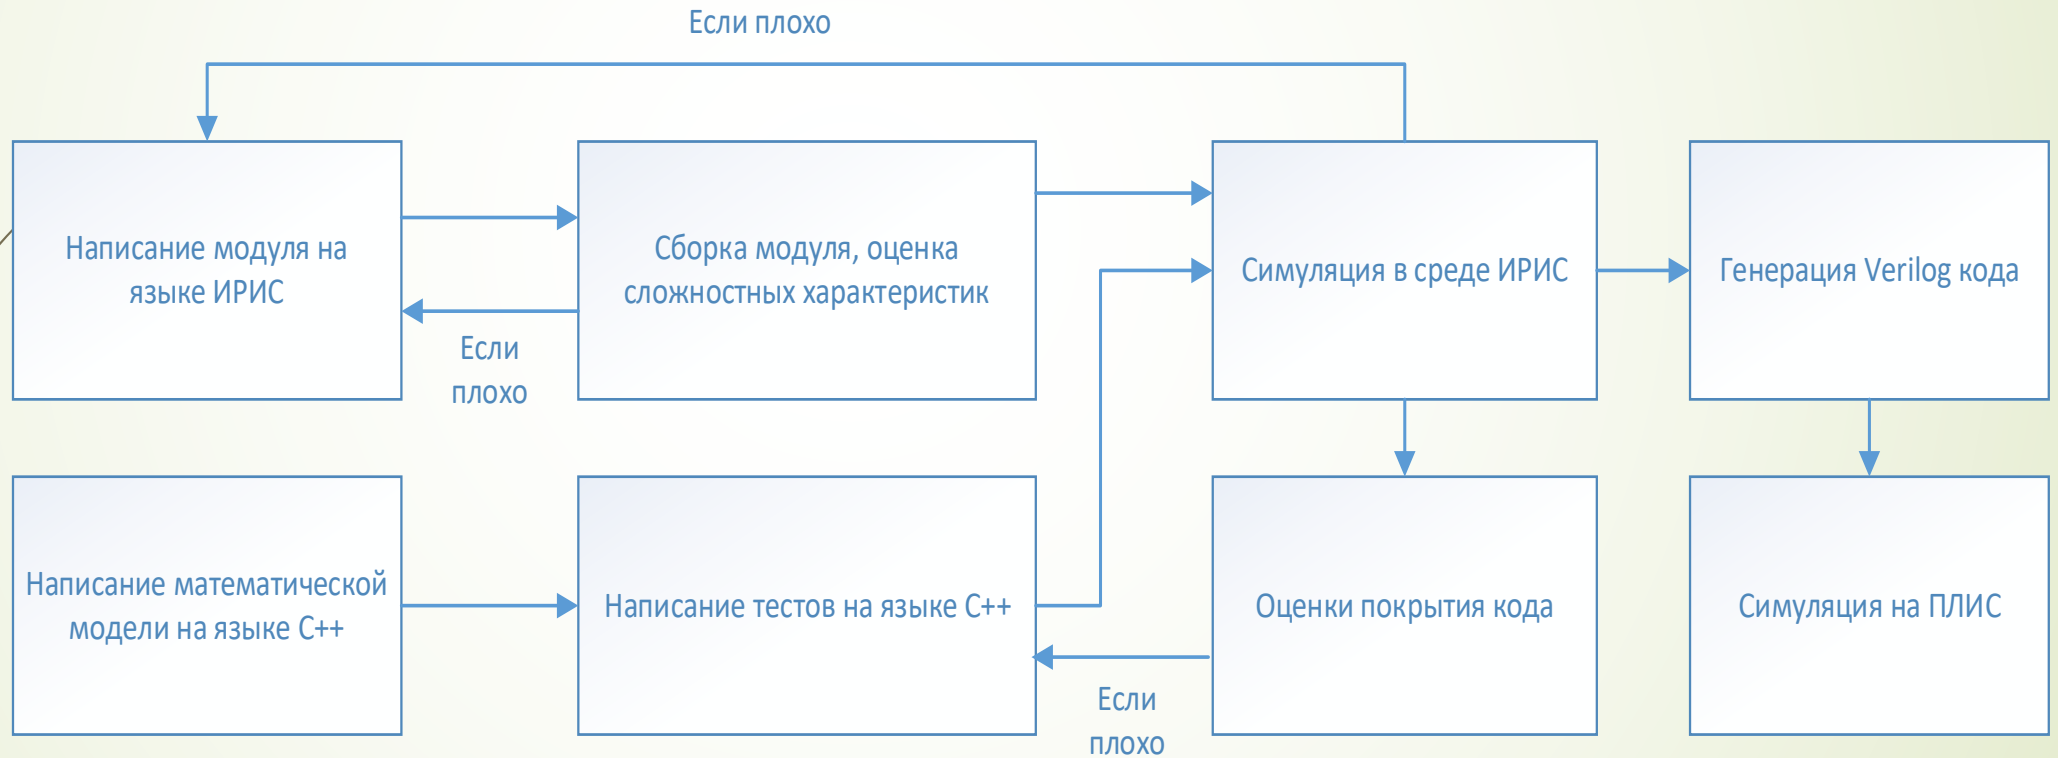 Если плохо
Написание модуля на
языке ИРИС
Если
плохо
Сборка модуля, оценка
сложностных характеристик
Симуляция в среде ИРИС
Генерация Verilog кода
Написание математической
модели на языке C++
Написание тестов на языке C++
Если
плохо
Оценки покрытия кода
Симуляция на ПЛИС